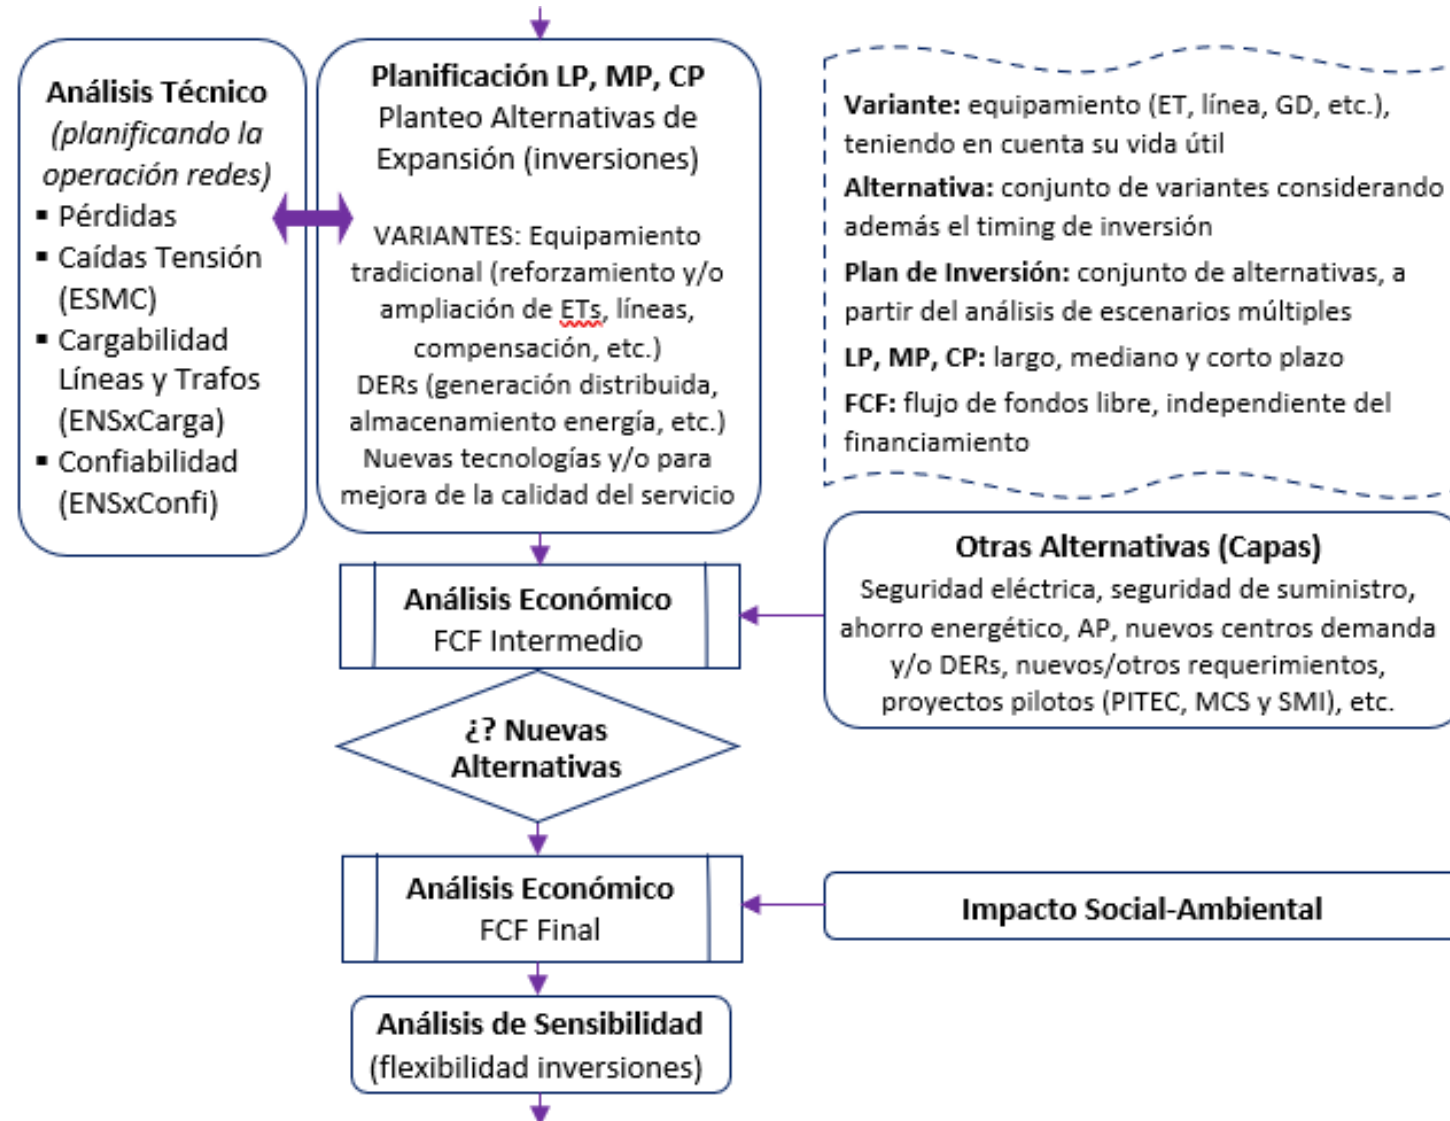 Análisis Técnico
(planificando la
operación redes)
▪ Pérdidas
▪ Caídas Tensión
(ESMC)
▪ Cargabilidad
Líneas y Trafos
(ENSxCarga)
▪ Confiabilidad
(ENSxConfi)
Planificación LP, MP, CP
Planteo Alternativas de
Expansión (inversiones)
VARIANTES: Equipamiento
tradicional (reforzamiento y/o
ampliación de ETs, líneas,
compensación, etc.)
DERs (generación distribuida,
almacenamiento energía, etc.)
Nuevas tecnologías y/o para
mejora de la calidad del servicio
Variante: equipamiento (ET, línea, GD, etc.),
teniendo en cuenta su vida útil
Alternativa: conjunto de variantes considerando
además el timing de inversión
Plan de Inversión: conjunto de alternativas, a
partir del análisis de escenarios múltiples
LP, MP, CP: largo, mediano y corto plazo
FCF: flujo de fondos libre, independiente del
financiamiento
Análisis Económico
FCF Intermedio
Otras Alternativas (Capas)
Seguridad eléctrica, seguridad de suministro,
ahorro energético, AP, nuevos centros demanda
y/o DERs, nuevos/otros requerimientos,
proyectos pilotos (PITEC, MCS y SMI), etc.
¿? Nuevas
Alternativas
Análisis Económico
FCF Final
Impacto Social-Ambiental
Análisis de Sensibilidad
(flexibilidad inversiones)